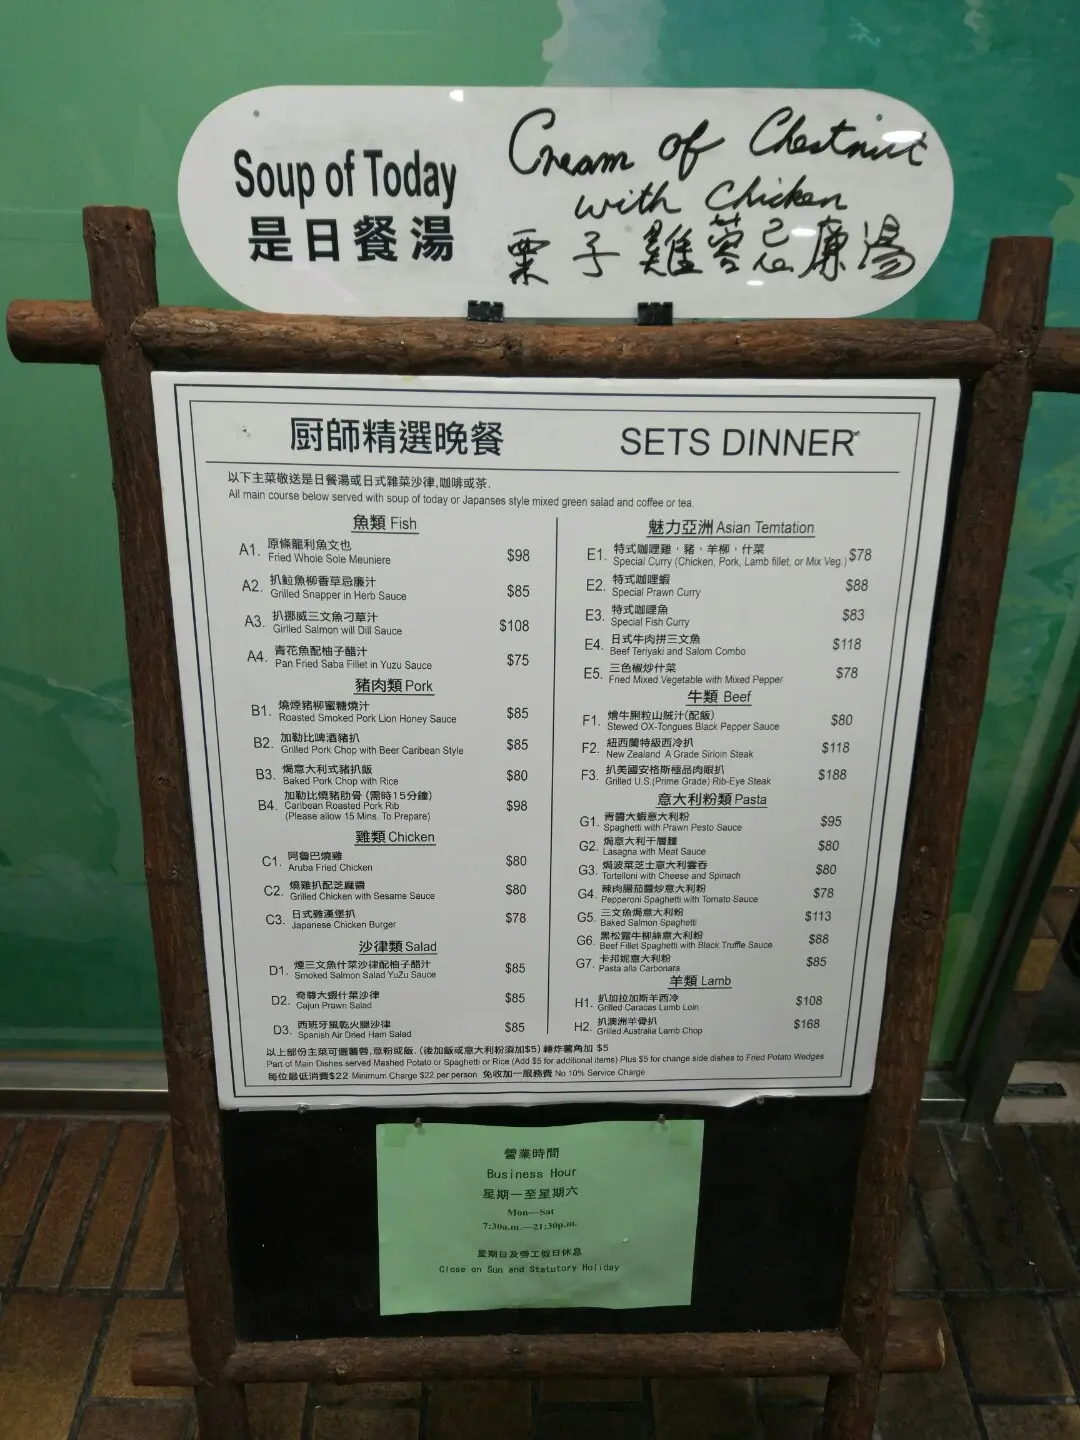 Soup of Today
是日餐湯
Cream of Chestnut
with Chicken
栗子雞蓉忌廉湯
厨師精選晚餐 SETS DINNER
以下主菜敬送是日餐湯或日式雜菜沙律,咖啡或茶.
All main course below served with soup of today or Japanses style mixed green salad and coffee or tea.
魚類 Fish
A1. 原條龍利魚文也 $98
Fried Whole Sole Meuniere
A2. 扒䱽魚柳香草忌廉汁 $85
Grilled Snapper in Herb Sauce
A3. 扒挪威三文魚刁草汁 $108
Girlled Salmon will Dill Sauce
A4. 青花魚配柚子醋汁 $75
Pan Fried Saba Fillet in Yuzu Sauce
豬肉類 Pork
B1. 燒煙豬柳蜜糖燒汁 $85
Roasted Smoked Pork Lion Honey Sauce
B2. 加勒比啤酒豬扒 $85
Grilled Pork Chop with Beer Caribean Style
B3. 焗意大利式豬扒飯 $80
Baked Pork Chop with Rice
B4. 加勒比燒豬肋骨 (需時15分鐘) $98
Caribean Roasted Pork Rib
(Please allow 15 Mins. To Prepare)
雞類 Chicken
C1. 阿魯巴燒雞 $80
Aruba Fried Chicken
C2. 燒雞扒配芝麻醬 $80
Grilled Chicken with Sesame Sauce
C3. 日式雞漢堡扒 $78
Japanese Chicken Burger
沙律類 Salad
D1. 煙三文魚什菜沙律配柚子醋汁 $85
Smoked Salmon Salad YuZu Sauce
D2. 奇尊大蝦什菜沙律 $85
Cajun Prawn Salad
D3. 西班牙風乾火腿沙律 $85
Spanish Air Dried Ham Salad
魅力亞洲 Asian Temtation
E1. 特式咖喱雞，豬，羊柳，什菜 $78
Special Curry (Chicken, Pork, Lamb fillet, or Mix Veg.)
E2. 特式咖喱蝦 $88
Special Prawn Curry
E3. 特式咖喱魚 $83
Special Fish Curry
E4. 日式牛肉拼三文魚 $118
Beef Teriyaki and Salom Combo
E5. 三色椒炒什菜 $78
Fried Mixed Vegetable with Mixed Pepper
牛類 Beef
F1. 燴牛脷粒山賊汁(配飯) $80
Stewed OX-Tongues Black Pepper Sauce
F2. 紐西蘭特級西冷扒 $118
New Zealand A Grade Sirloin Steak
F3. 扒美國安格斯極品肉眼扒 $188
Grilled U.S.(Prime Grade) Rib-Eye Steak
意大利粉類 Pasta
G1. 青醬大蝦意大利粉 $95
Spaghetti with Prawn Pesto Sauce
G2. 焗意大利千層麵 $80
Lasagna with Meat Sauce
G3. 焗波菜芝士意大利雲吞 $80
Tortelloni with Cheese and Spinach
G4. 辣肉腸茄醬炒意大利粉 $78
Pepperoni Spaghetti with Tomato Sauce
G5. 三文魚焗意大利粉 $113
Baked Salmon Spaghetti
G6. 黑松露牛柳絲意大利粉 $88
Beef Fillet Spaghetti with Black Truffle Sauce
G7. 卡邦妮意大利粉 $85
Pasta alla Carbonara
羊類 Lamb
H1. 扒加拉加斯羊西冷 $108
Grilled Caracas Lamb Loin
H2. 扒澳洲羊骨扒 $168
Grilled Australia Lamb Chop
以上部份主菜可選薯蓉,意粉或飯. (後加飯或意大利粉須加$5) 轉炸薯角加 $5
Part of Main Dishes served Mashed Potato or Spaghetti or Rice (Add $5 for additional items) Plus $5 for change side dishes to Fried Potato Wedges
每位最低消費$22 Minimum Charge $22 per person 免收加一服務費 No 10% Service Charge
營業時間
Business Hour
星期一至星期六
Mon—Sat
7:30a.m.—21:30p.m.
星期日及勞工假日休息
Close on Sun and Statutory Holiday